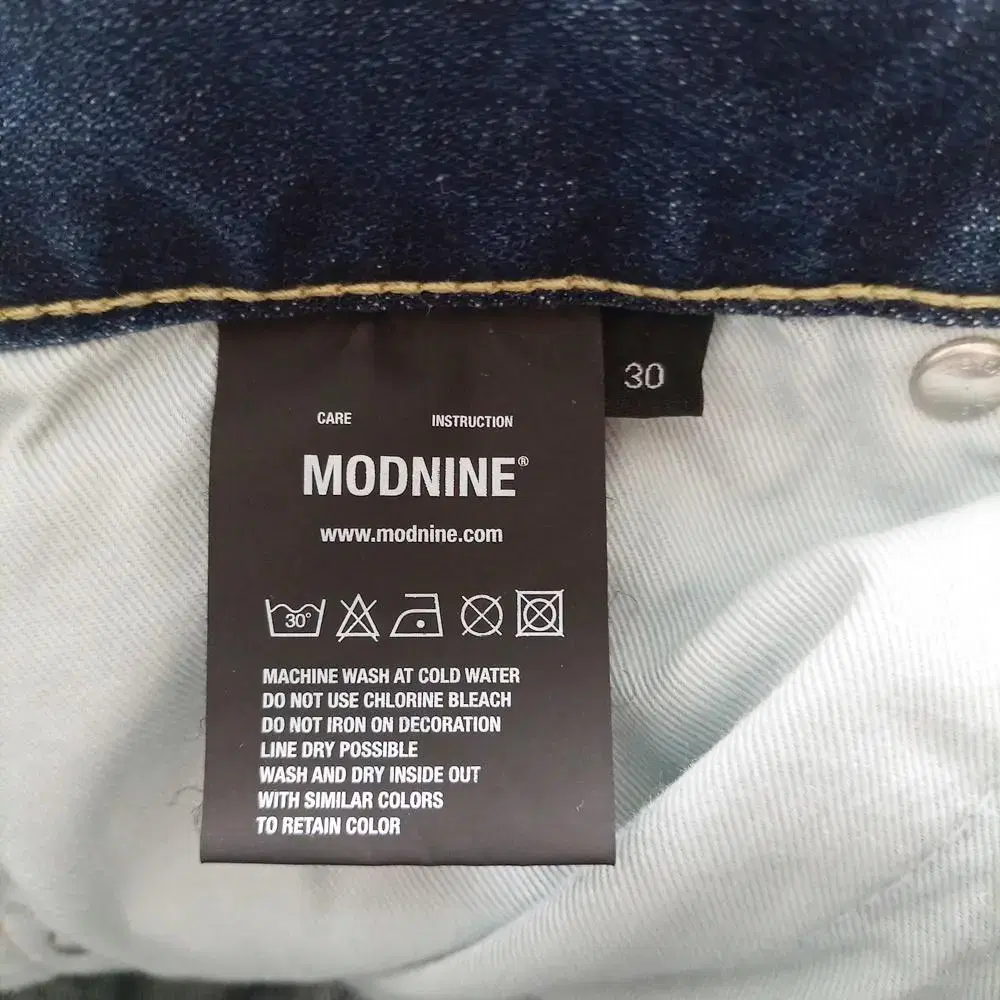 30
CARE INSTRUCTION
MODNINE®
www.modnine.com
30°
MACHINE WASH AT COLD WATER
DO NOT USE CHLORINE BLEACH
DO NOT IRON ON DECORATION
LINE DRY POSSIBLE
WASH AND DRY INSIDE OUT
WITH SIMILAR COLORS
TO RETAIN COLOR